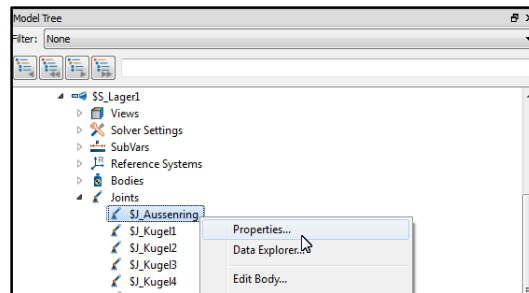 Model Tree
Filter: None
$S_Lager1
Views
Solver Settings
SubVars
Reference Systems
Bodies
Joints
$J_Aussenring
Properties...
$J_Kugel1
$J_Kugel2
Data Explorer...
$J_Kugel3
$J_Kugel4
Edit Body...